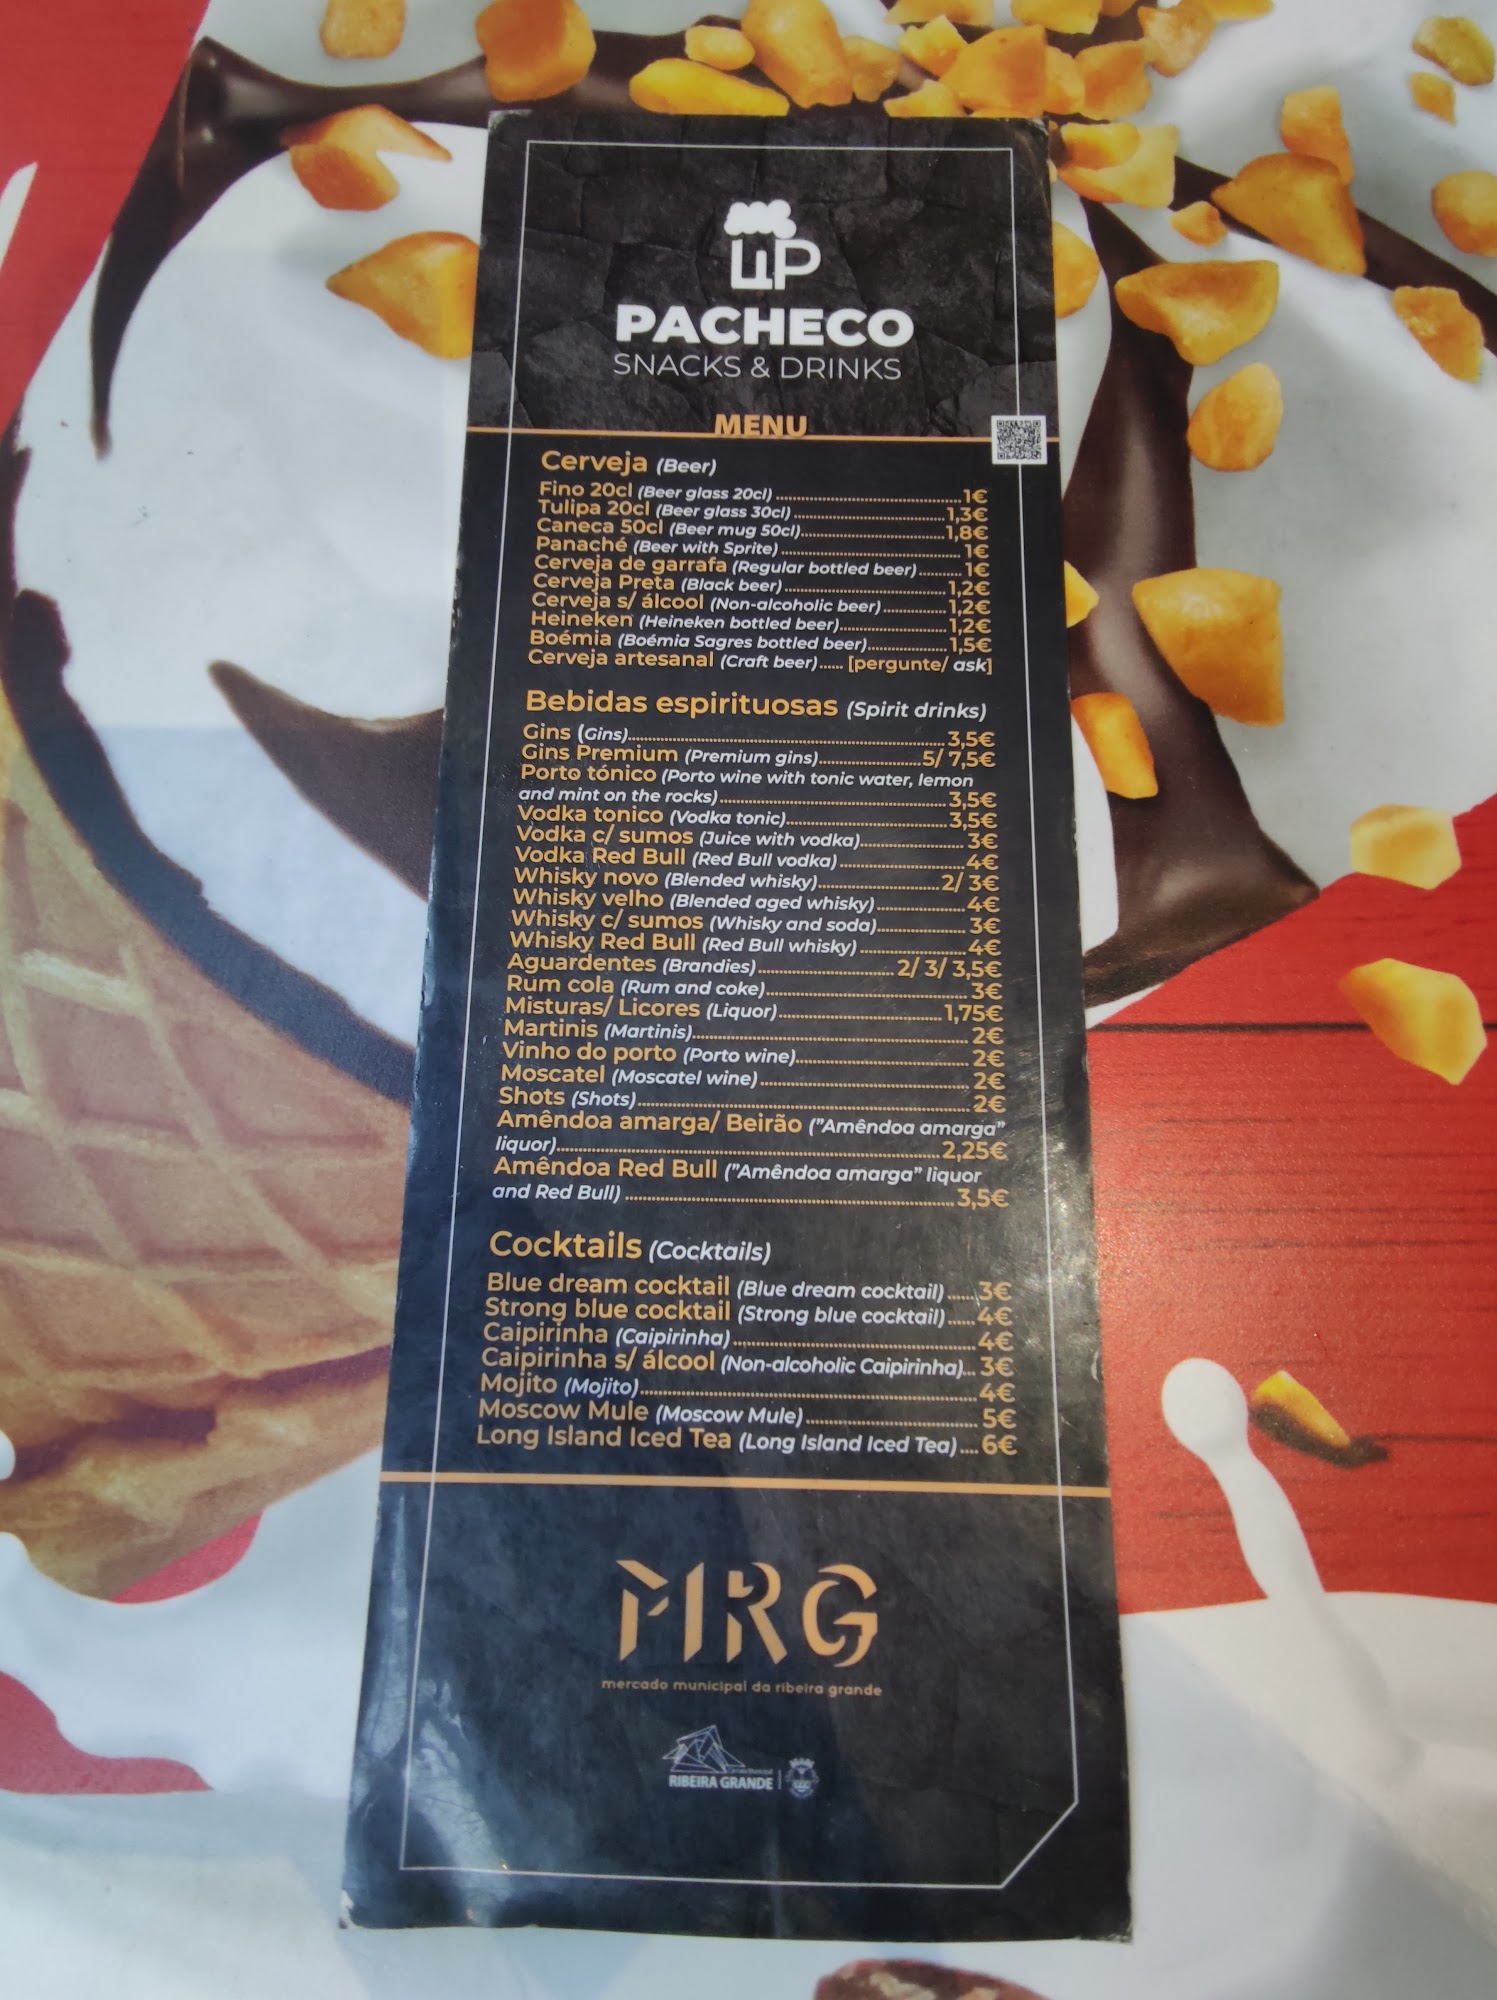 PACHECO
SNACKS & DRINKS
MENU
Cerveja (Beer)
Fino 20cl (Beer glass 20cl) 1€
Tulipa 20cl (Beer glass 30cl) 1,3€
Caneca 50cl (Beer mug 50cl) 1,8€
Panaché (Beer with Sprite) 1€
Cerveja de garrafa (Regular bottled beer) 1€
Cerveja Preta (Black beer) 1,2€
Cerveja s/ álcool (Non-alcoholic beer) 1,2€
Heineken (Heineken bottled beer) 1,2€
Boémia (Boémia Sagres bottled beer) 1,5€
Cerveja artesanal (Craft beer) [pergunte/ ask]
Bebidas espirituosas (Spirit drinks)
Gins (Gins) 3,5€
Gins Premium (Premium gins) 5/ 7,5€
Porto tónico (Porto wine with tonic water, lemon
and mint on the rocks) 3,5€
Vodka tonico (Vodka tonic) 3,5€
Vodka c/ sumos (Juice with vodka) 3€
Vodka Red Bull (Red Bull vodka) 4€
Whisky novo (Blended whisky) 2/ 3€
Whisky velho (Blended aged whisky) 4€
Whisky c/ sumos (Whisky and soda) 3€
Whisky Red Bull (Red Bull whisky) 4€
Aguardentes (Brandies) 2/ 3/ 3,5€
Rum cola (Rum and coke) 3€
Misturas/ Licores (Liquor) 1,75€
Martinis (Martinis) 2€
Vinho do porto (Porto wine) 2€
Moscatel (Moscatel wine) 2€
Shots (Shots) 2€
Amêndoa amarga/ Beirão ("Amêndoa amarga"
liquor) 2,25€
Amêndoa Red Bull ("Amêndoa amarga" liquor
and Red Bull) 3,5€
Cocktails (Cocktails)
Blue dream cocktail (Blue dream cocktail) 3€
Strong blue cocktail (Strong blue cocktail) 4€
Caipirinha (Caipirinha) 4€
Caipirinha s/ álcool (Non-alcoholic Caipirinha) 3€
Mojito (Mojito) 4€
Moscow Mule (Moscow Mule) 5€
Long Island Iced Tea (Long Island Iced Tea) 6€
MRG
mercado municipal da ribeira grande
RIBEIRA GRANDE